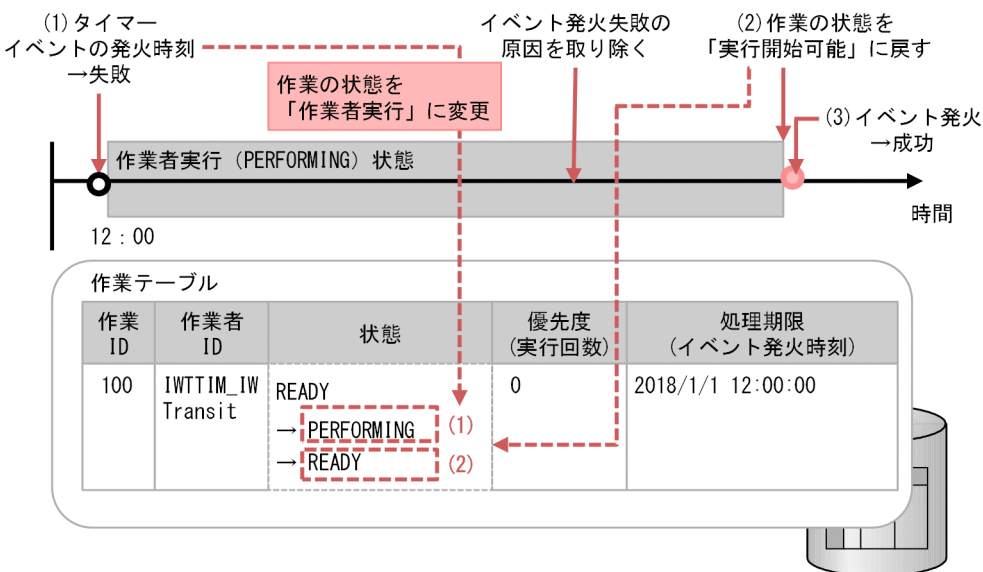 (1)タイマー
イベントの発火時刻
→失敗
イベント発火失敗の
原因を取り除く
(2)作業の状態を
「実行開始可能」に戻す
作業の状態を
「作業者実行」に変更
(3)イベント発火
→成功
作業者実行（PERFORMING）状態
時間
12：00
作業テーブル
作業
ID
作業者
ID
状態
優先度
(実行回数)
処理期限
(イベント発火時刻)
100
IWTTIM_IW
Transit
READY
→ PERFORMING (1)
→ READY (2)
0
2018/1/1 12:00:00